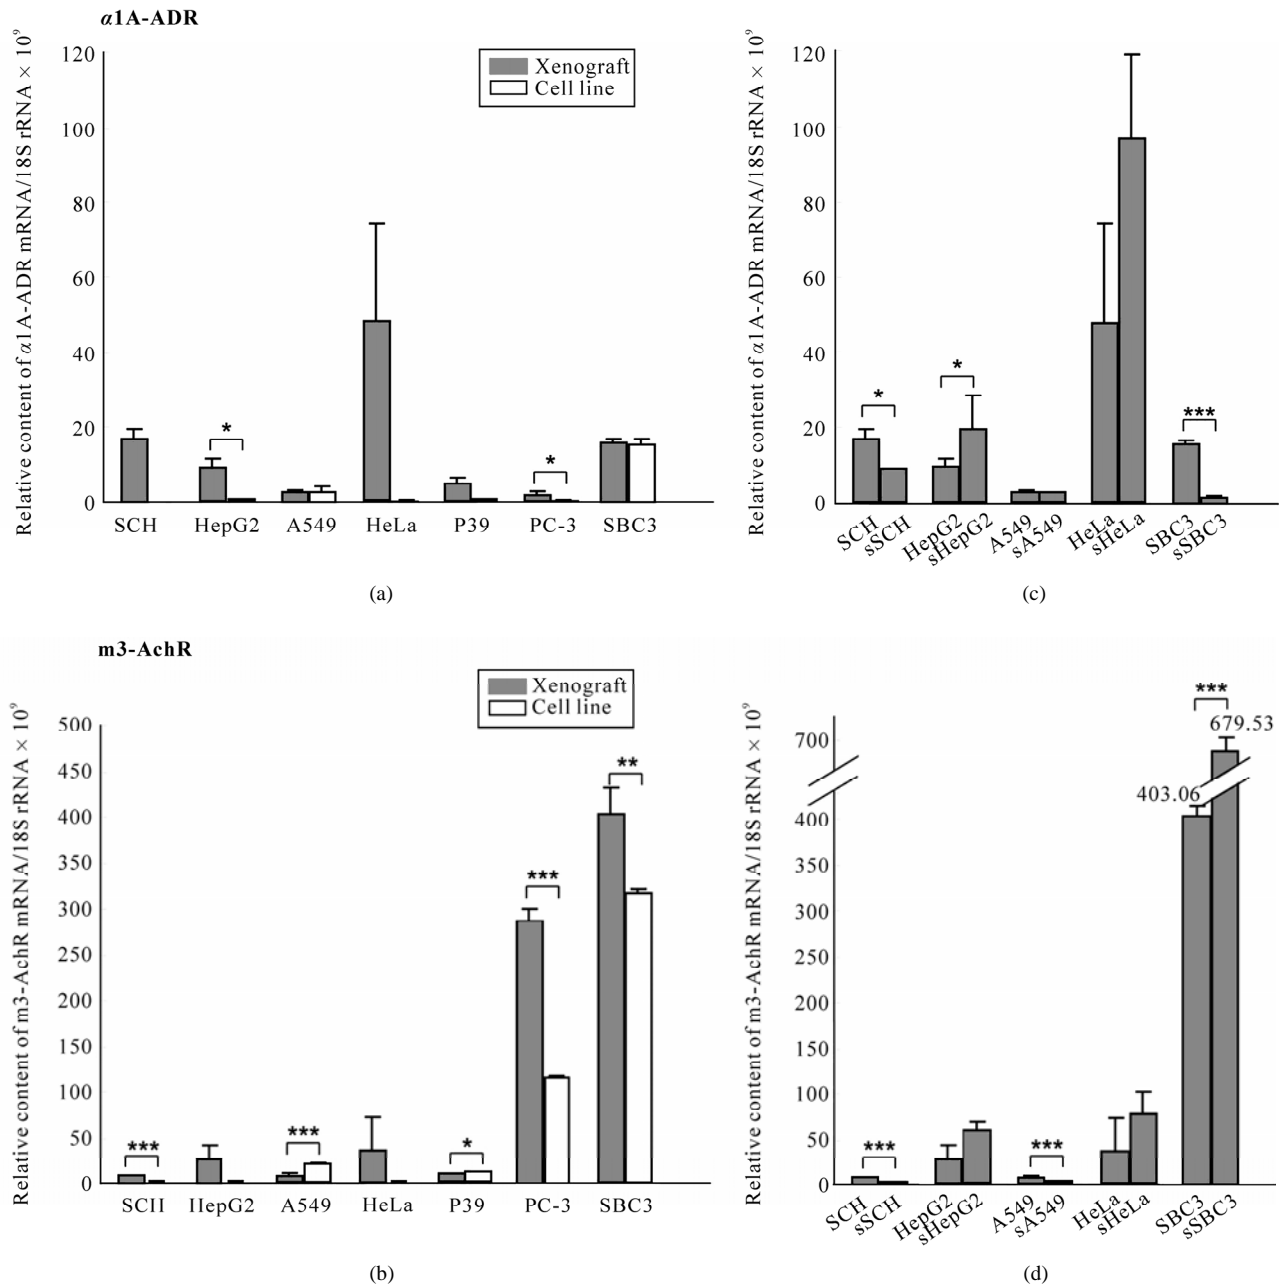 α1A-ADR
Relative content of α1A-ADR mRNA/18S rRNA × 10⁹
120
100
80
60
40
20
0
Xenograft
Cell line
*
*
SCH HepG2 A549 HeLa P39 PC-3 SBC3
(a)
Relative content of α1A-ADR mRNA/18S rRNA × 10⁹
120
100
80
60
40
20
0
*
*
***
SCH sSCH HepG2 sHepG2 A549 sA549 HeLa sHeLa SBC3 sSBC3
(c)
m3-AchR
Relative content of m3-AchR mRNA/18S rRNA × 10⁹
500
450
400
350
300
250
200
150
100
50
0
Xenograft
Cell line
***
***
*
***
**
SCII IIepG2 A549 HeLa P39 PC-3 SBC3
(b)
Relative content of m3-AchR mRNA/18S rRNA × 10⁹
700
400
300
250
200
150
100
50
0
***
***
***
679.53
403.06
SCH sSCH HepG2 sHepG2 A549 sA549 HeLa sHeLa SBC3 sSBC3
(d)